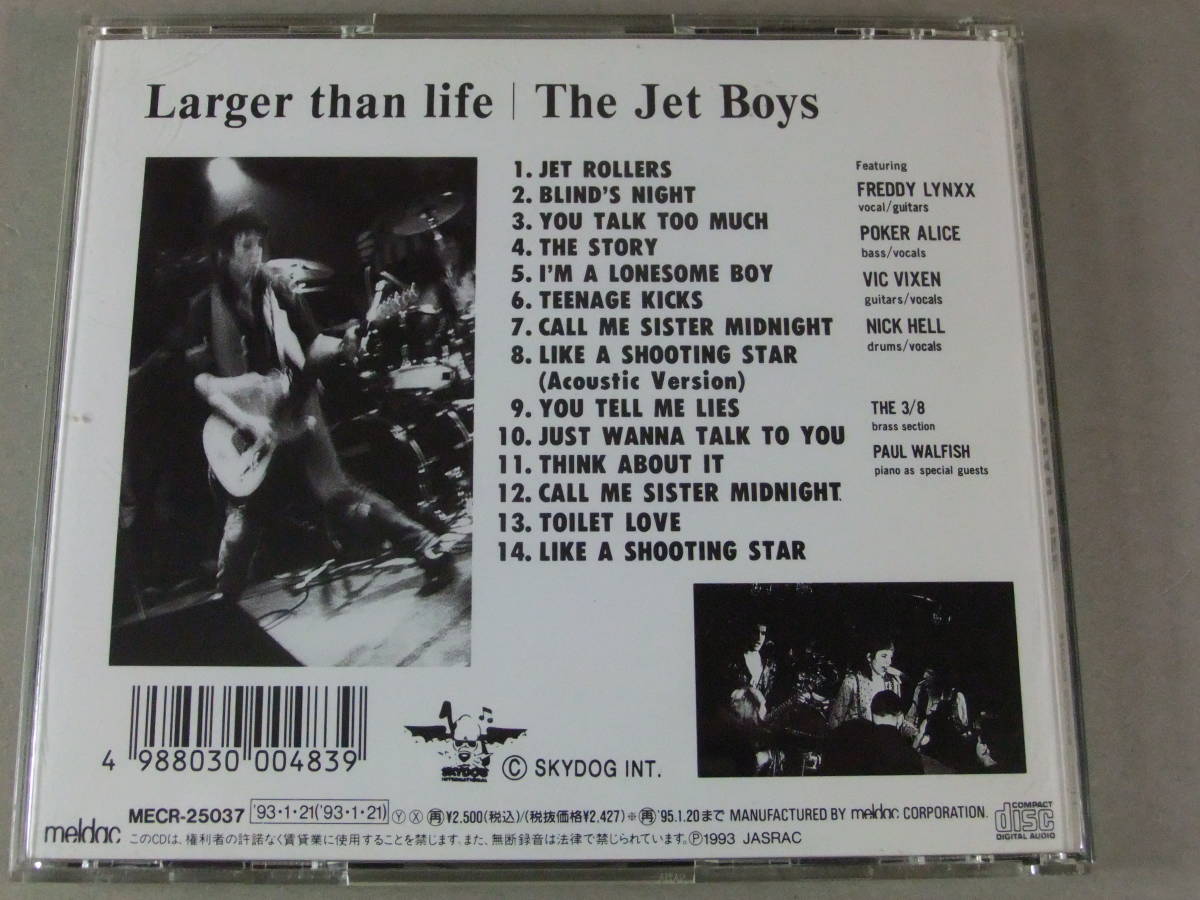 Larger than life | The Jet Boys
1. JET ROLLERS
2. BLIND'S NIGHT
3. YOU TALK TOO MUCH
4. THE STORY
5. I'M A LONESOME BOY
6. TEENAGE KICKS
7. CALL ME SISTER MIDNIGHT
8. LIKE A SHOOTING STAR
(Acoustic Version)
9. YOU TELL ME LIES
10. JUST WANNA TALK TO YOU
11. THINK ABOUT IT
12. CALL ME SISTER MIDNIGHT
13. TOILET LOVE
14. LIKE A SHOOTING STAR
Featuring
FREDDY LYNXX
vocal/guitars
POKER ALICE
bass/vocals
VIC VIXEN
guitars/vocals
NICK HELL
drums/vocals
THE 3/8
brass section
PAUL WALFISH
piano as special guests
4 988030 004839
SKYDOG
INTERNATIONAL
Ⓒ SKYDOG INT.
MECR-25037 '93・1・21('93・1・21) Ⓨ Ⓧ 再¥2,500(税込)/(税抜価格¥2,427)※再'95.1.20まで MANUFACTURED BY meldac CORPORATION.
meldac このCDは、権利者の許諾なく賃貸業に使用することを禁じます。また、無断録音は法律で禁じられています。Ⓟ1993 JASRAC
COMPACT
disc
DIGITAL AUDIO